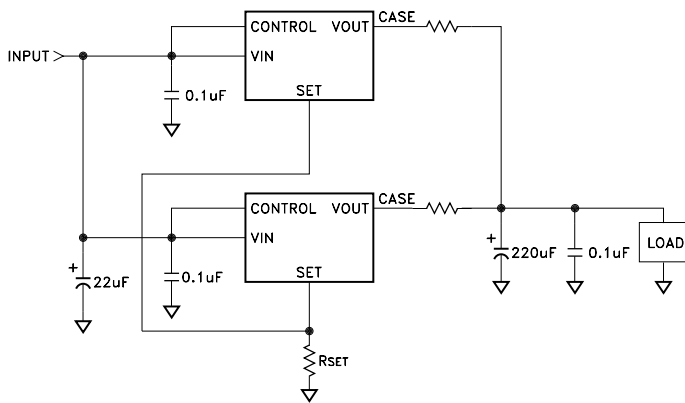 CONTROL VOUT CASE
INPUT VIN
0.1uF SET
CONTROL VOUT CASE
VIN
SET
+ 22uF 0.1uF
+ 220uF 0.1uF LOAD
RSET